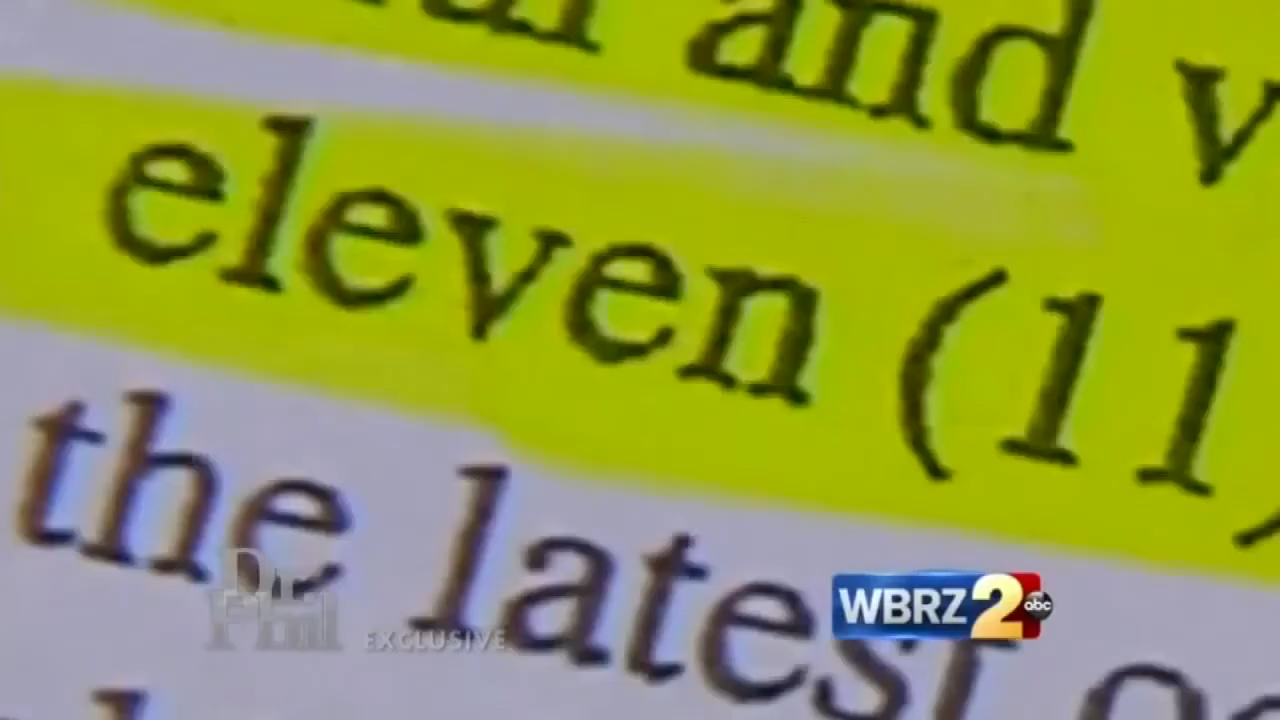 and
eleven (11)
the latest
Dr. Phil EXCLUSIVE
WBRZ 2 abc